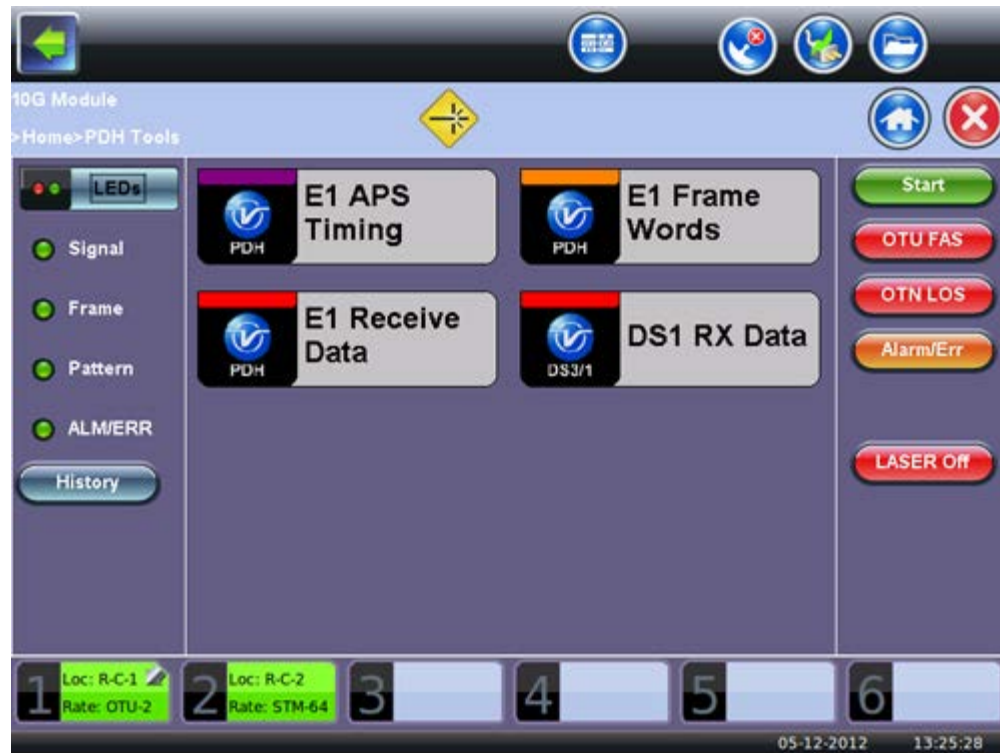 10G Module
>Home>PDH Tools
LEDs
Signal
Frame
Pattern
ALM/ERR
History
E1 APS
Timing
PDH
E1 Frame
Words
PDH
E1 Receive
Data
PDH
DS1 RX Data
DS3/1
Start
OTU FAS
OTN LOS
Alarm/Err
LASER Off
1
Loc: R-C-1
Rate: OTU-2
2
Loc: R-C-2
Rate: STM-64
3
4
5
6
05-12-2012 13:25:28